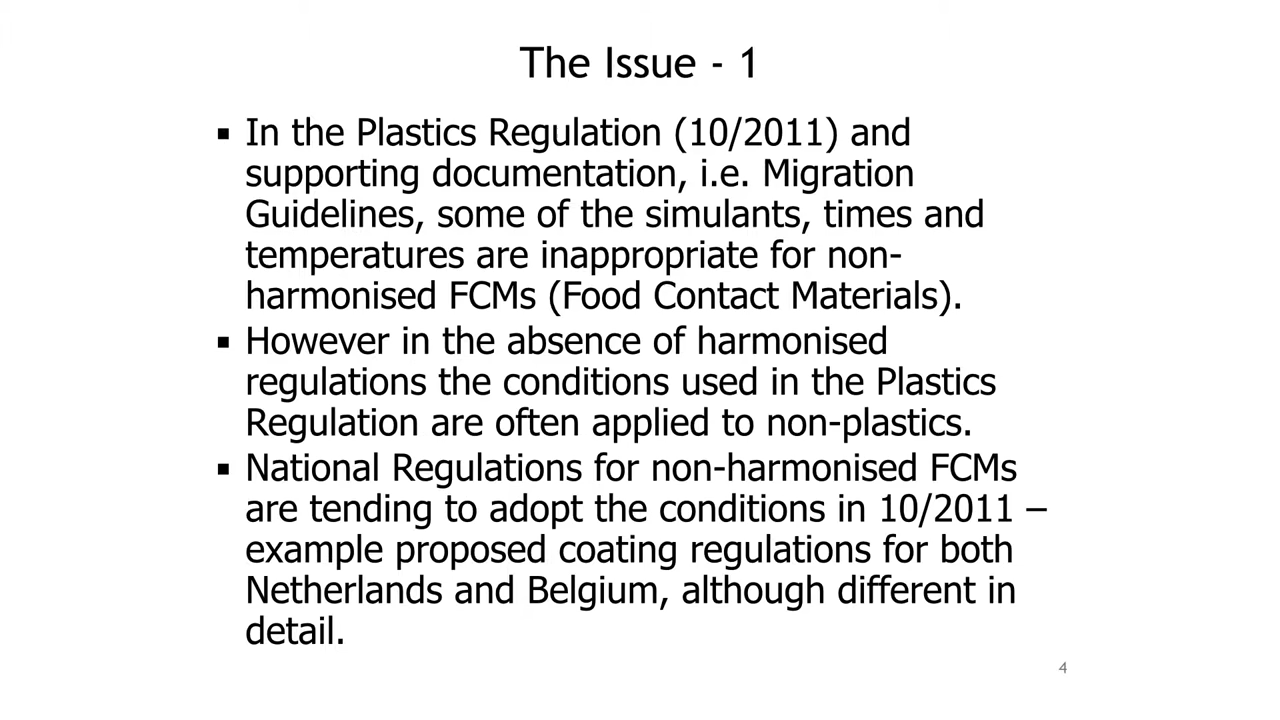 The Issue - 1
▪ In the Plastics Regulation (10/2011) and
supporting documentation, i.e. Migration
Guidelines, some of the simulants, times and
temperatures are inappropriate for non-
harmonised FCMs (Food Contact Materials).
▪ However in the absence of harmonised
regulations the conditions used in the Plastics
Regulation are often applied to non-plastics.
▪ National Regulations for non-harmonised FCMs
are tending to adopt the conditions in 10/2011 –
example proposed coating regulations for both
Netherlands and Belgium, although different in
detail.
4